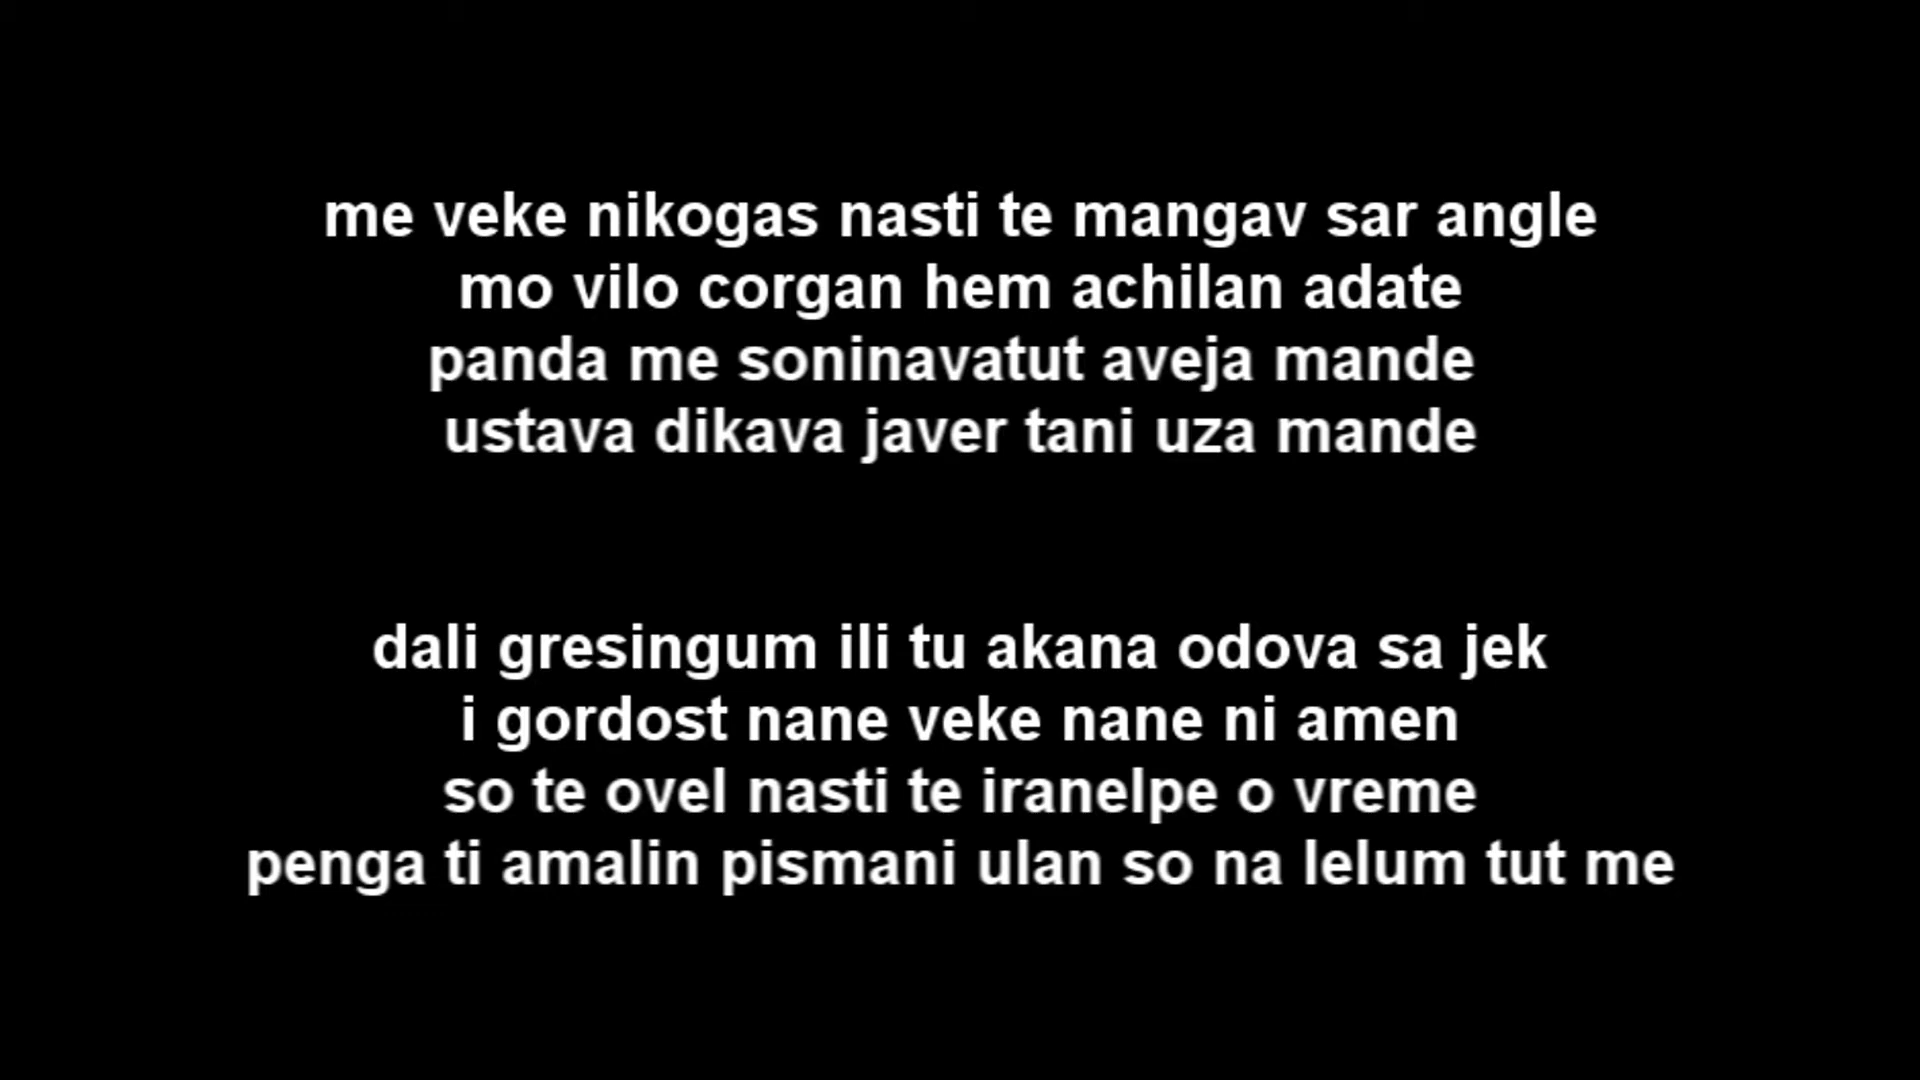 me veke nikogas nasti te mangav sar angle
mo vilo corgan hem achilan adate
panda me soninavatut aveja mande
ustava dikava javer tani uza mande
dali gresingum ili tu akana odova sa jek
i gordost nane veke nane ni amen
so te ovel nasti te iranelpe o vreme
penga ti amalin pismani ulan so na lelum tut me